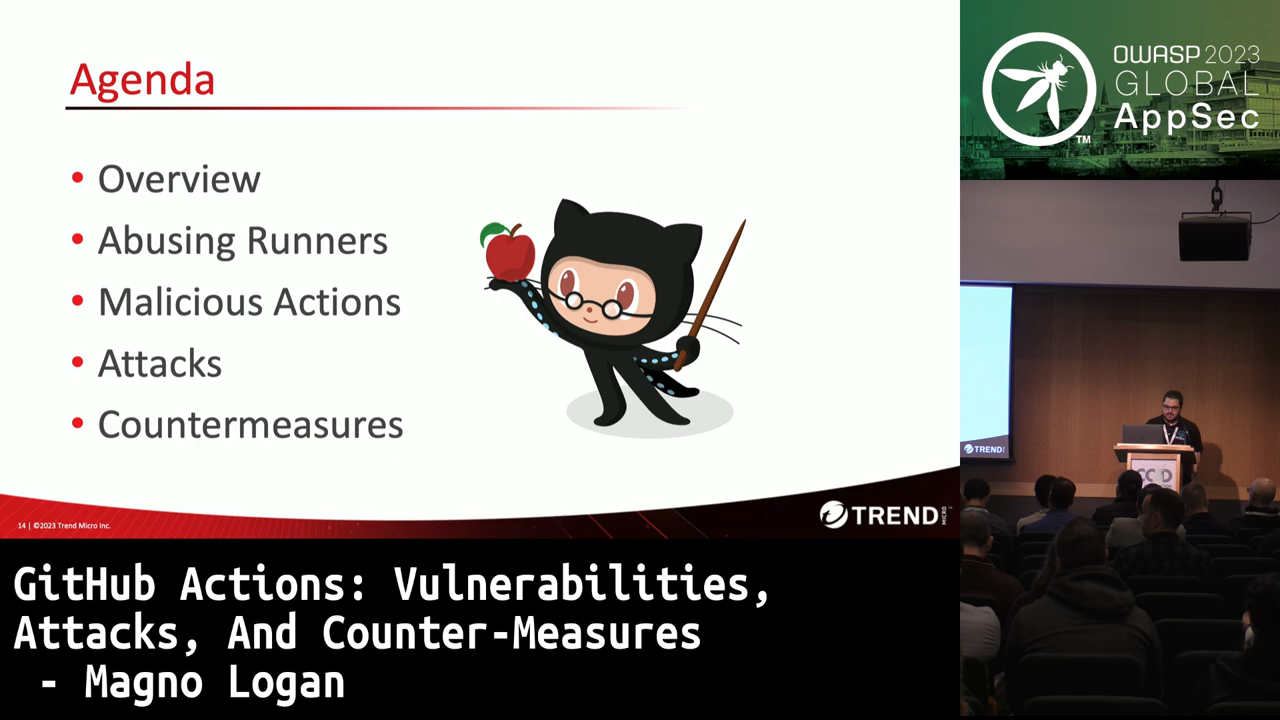 Agenda
• Overview
• Abusing Runners
• Malicious Actions
• Attacks
• Countermeasures
14 | ©2023 Trend Micro Inc.
TREND MICRO
GitHub Actions: Vulnerabilities,
Attacks, And Counter-Measures
- Magno Logan
OWASP 2023
GLOBAL
AppSec
TM
TREND